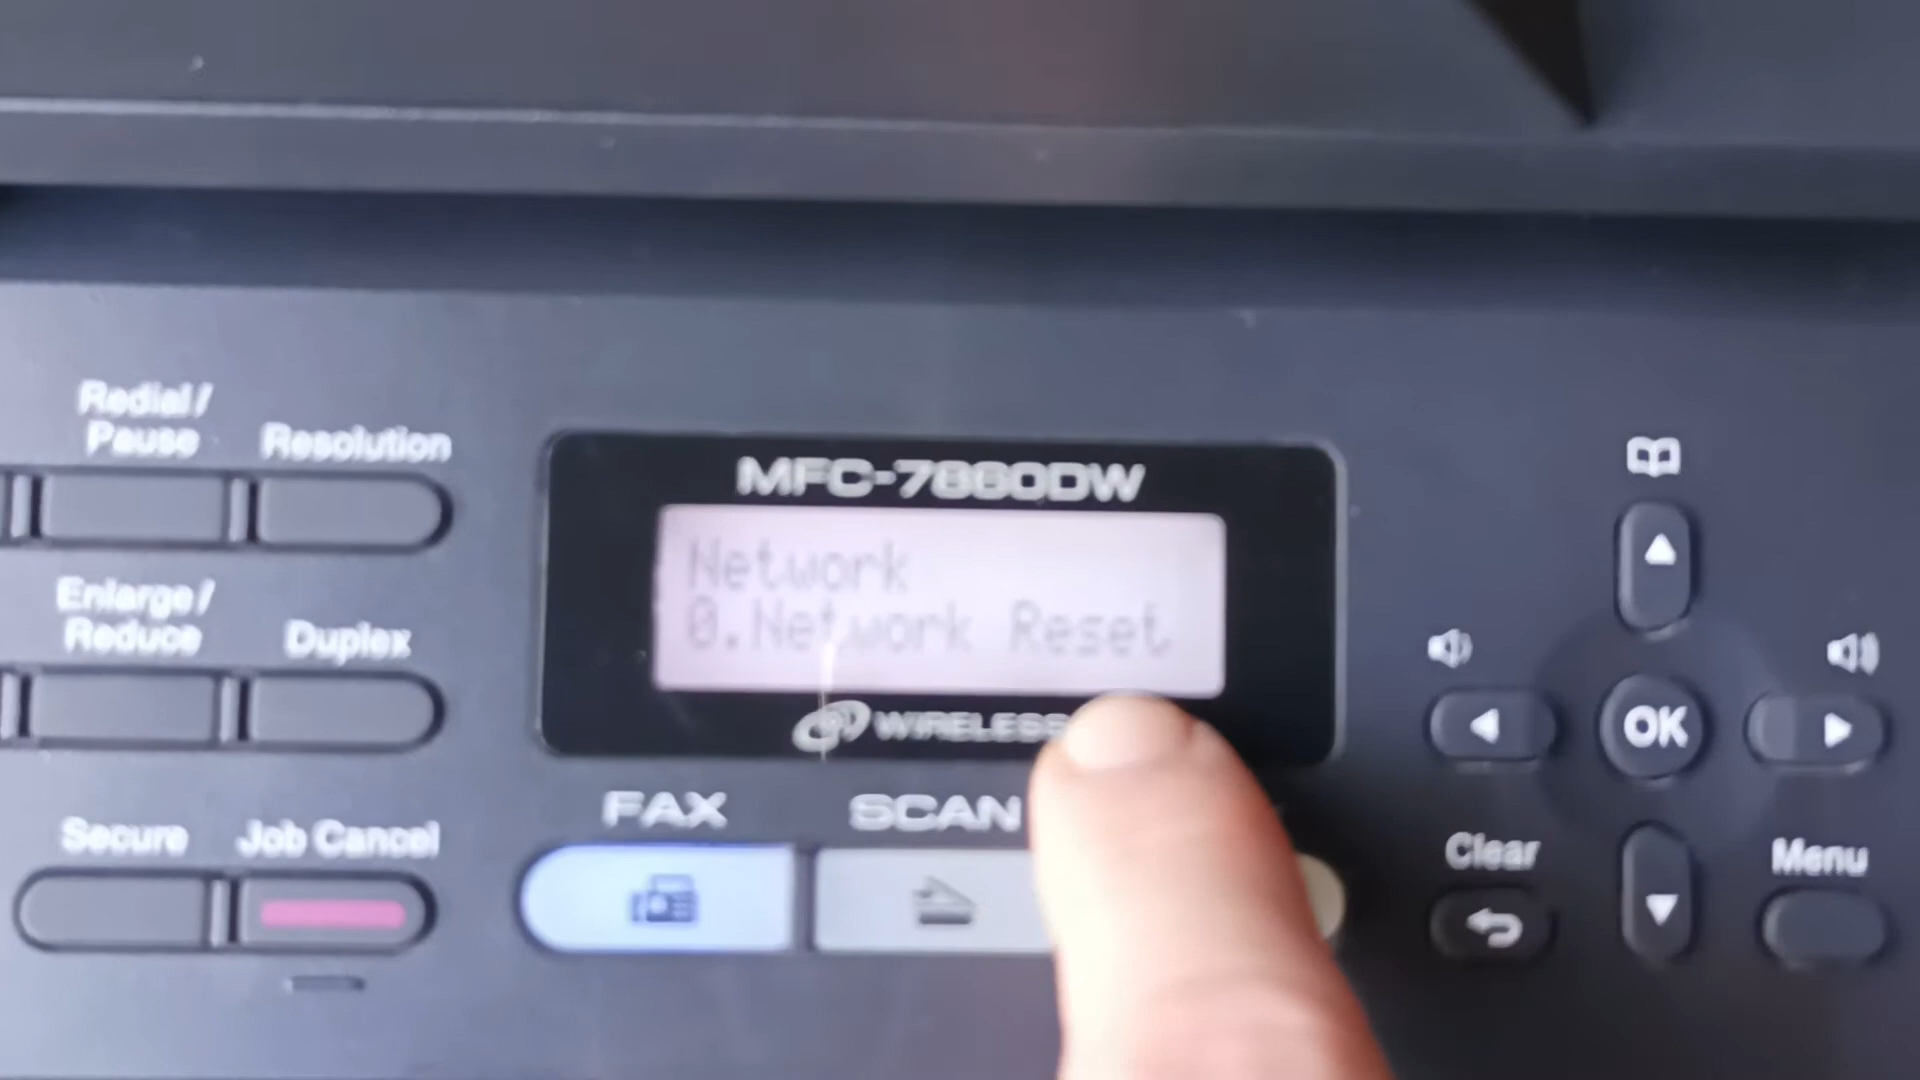 Redial/
Pause
Resolution
Enlarge/
Reduce
Duplex
Secure
Job Cancel
MFC-7860DW
Network
0.Network Reset
WIRELESS
FAX
SCAN
OK
Clear
Menu